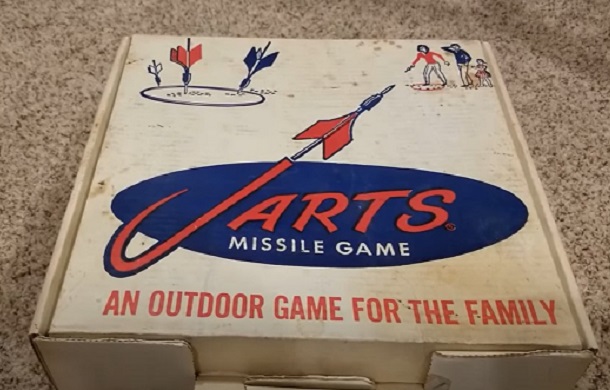 JARTS®
MISSILE GAME
AN OUTDOOR GAME FOR THE FAMILY